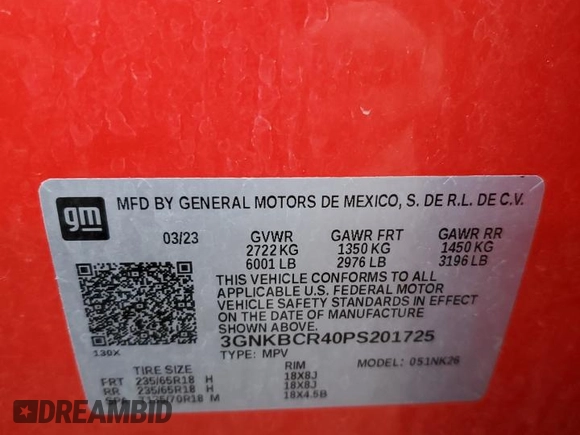 gm
MFD BY GENERAL MOTORS DE MEXICO, S. DE R.L. DE C.V.
03/23 GVWR GAWR FRT GAWR RR
2722 KG 1350 KG 1450 KG
6001 LB 2976 LB 3196 LB
THIS VEHICLE CONFORMS TO ALL
APPLICABLE U.S. FEDERAL MOTOR
VEHICLE SAFETY STANDARDS IN EFFECT
ON THE DATE OF MANUFACTURE
SHOWN ABOVE.
130X
3GNKBCR40PS201725
TYPE: MPV MODEL: 0S1NK26
TIRE SIZE RIM
FRT 235/65R18 H 18X8J
RR 235/65R18 H 18X8J
70R18 M 18X4.5B
DREAMBID